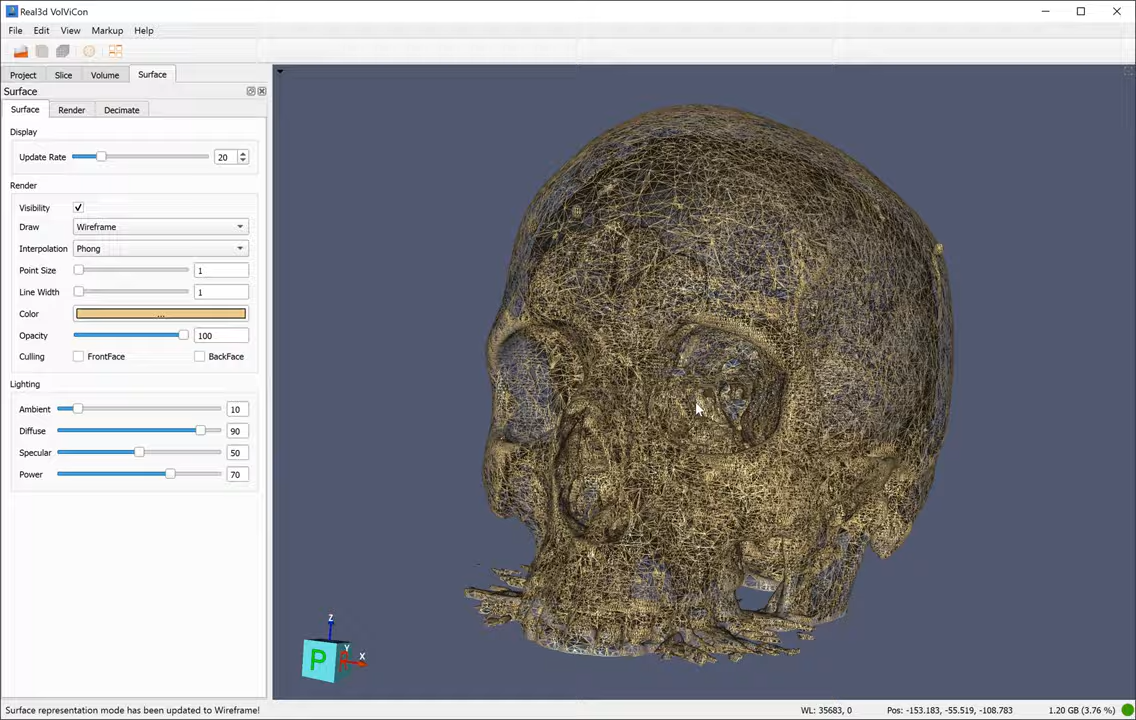 Real3d VolViCon
File Edit View Markup Help
Project Slice Volume Surface
Surface
Surface Render Decimate
Display
Update Rate 20
Render
Visibility
Draw Wireframe
Interpolation Phong
Point Size 1
Line Width 1
Color ...
Opacity 100
Culling FrontFace BackFace
Lighting
Ambient 10
Diffuse 90
Specular 50
Power 70
Z
Y
X
P
Surface representation mode has been updated to Wireframe! WL: 35683, 0 Pos: -153.183, -55.519, -108.783 1.20 GB (3.76 %)